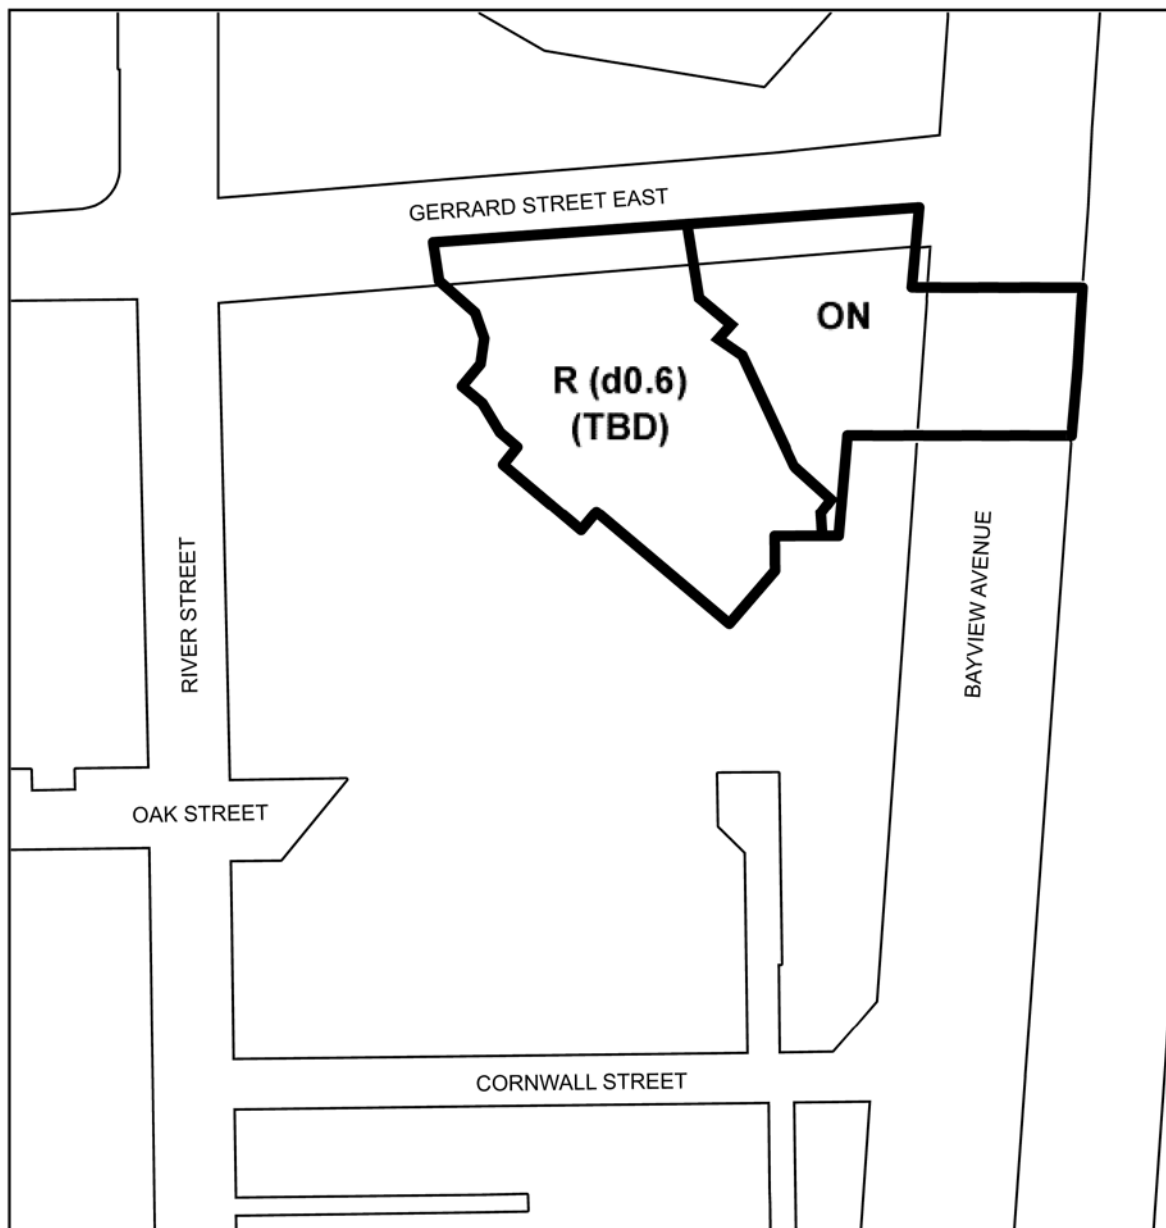 GERRARD STREET EAST
ON
R (d0.6)
(TBD)
RIVER STREET
BAYVIEW AVENUE
OAK STREET
CORNWALL STREET